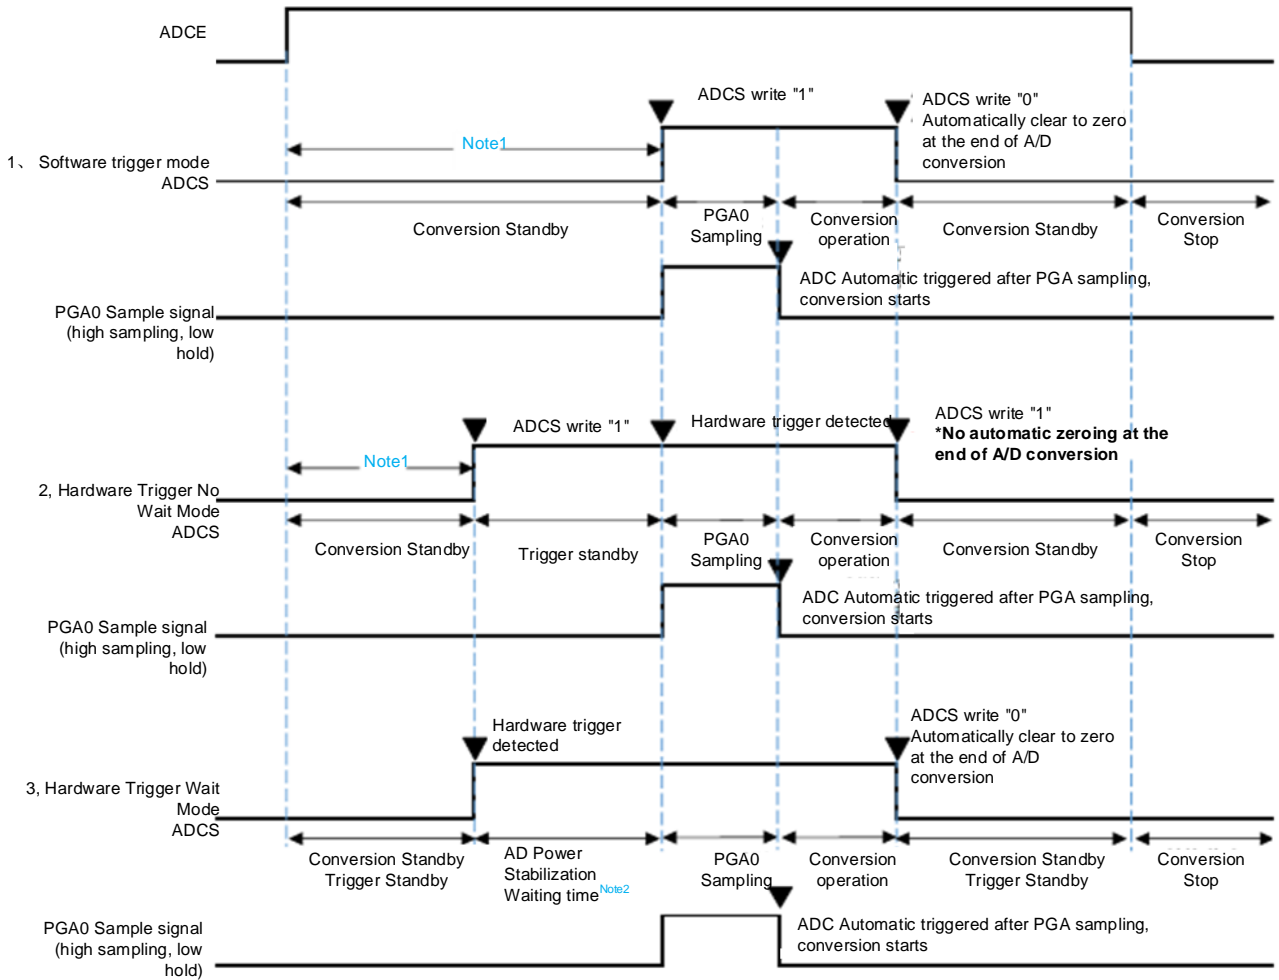 ADCE
ADCS write "1"
ADCS write "0"
Automatically clear to zero
at the end of A/D
conversion
Note1
1、 Software trigger mode
ADCS
Conversion Standby
PGA0
Sampling
Conversion
operation
Conversion Standby
Conversion
Stop
ADC Automatic triggered after PGA sampling,
conversion starts
PGA0 Sample signal
(high sampling, low
hold)
ADCS write "1"
Hardware trigger detected
ADCS write "1"
*No automatic zeroing at the
end of A/D conversion
Note1
2, Hardware Trigger No
Wait Mode
ADCS
Conversion Standby
Trigger standby
PGA0
Sampling
Conversion
operation
Conversion Standby
Conversion
Stop
ADC Automatic triggered after PGA sampling,
conversion starts
PGA0 Sample signal
(high sampling, low
hold)
Hardware trigger
detected
ADCS write "0"
Automatically clear to zero
at the end of A/D
conversion
3, Hardware Trigger Wait
Mode
ADCS
Conversion Standby
Trigger Standby
AD Power
Stabilization
Waiting time Note2
PGA0
Sampling
Conversion
operation
Conversion Standby
Trigger Standby
Conversion
Stop
ADC Automatic triggered after PGA sampling,
conversion starts
PGA0 Sample signal
(high sampling, low
hold)